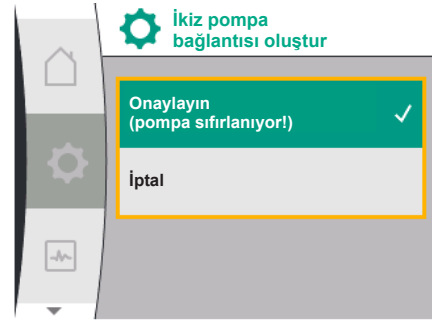 İkiz pompa
bağlantısı oluştur
Onaylayın
(pompa sıfırlanıyor!)
İptal